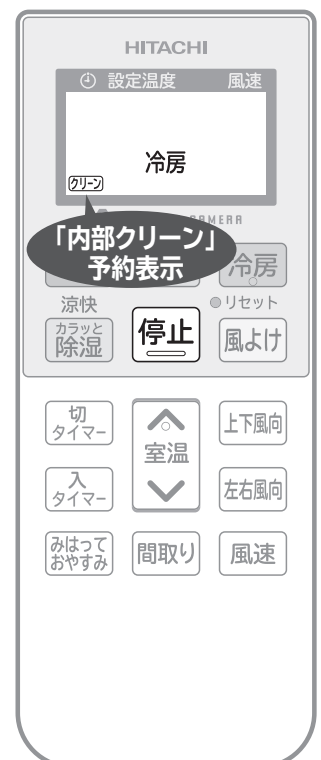 HITACHI
設定温度 風速
冷房
クリーン
AMERA
「内部クリーン」
予約表示
冷房
涼快 リセット
カラッと
除湿
停止
風よけ
切
タイマー
室温
上下風向
入
タイマー
左右風向
みはって
おやすみ
間取り
風速